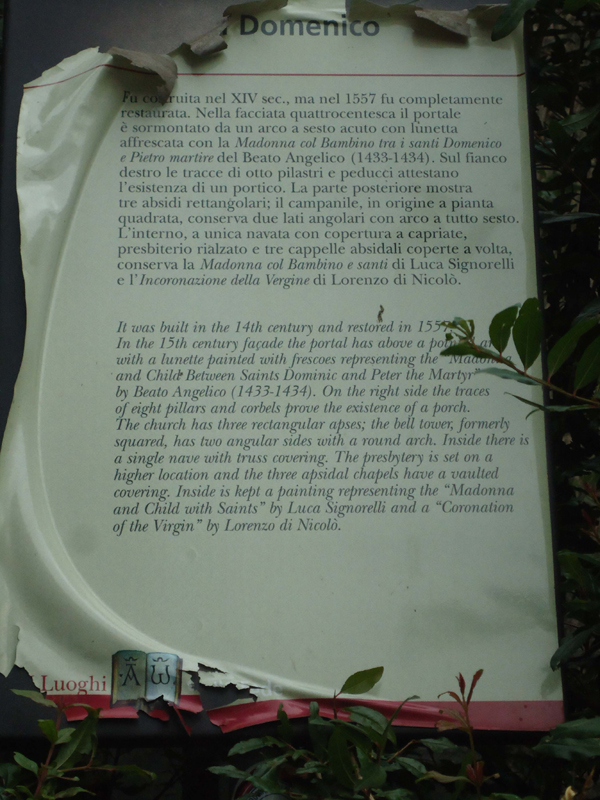 Domenico
Fu costruita nel XIV sec., ma nel 1557 fu completamente
restaurata. Nella facciata quattrocentesca il portale
è sormontato da un arco a sesto acuto con lunetta
affrescata con la Madonna col Bambino tra i santi Domenico
e Pietro martire del Beato Angelico (1433-1434). Sul fianco
destro le tracce di otto pilastri e peducci attestano
l'esistenza di un portico. La parte posteriore mostra
tre absidi rettangolari; il campanile, in origine a pianta
quadrata, conserva due lati angolari con arco a tutto sesto.
L'interno, a unica navata con copertura a capriate,
presbiterio rialzato e tre cappelle absidali coperte a volta,
conserva la Madonna col Bambino e santi di Luca Signorelli
e l'Incoronazione della Vergine di Lorenzo di Nicolò.
It was built in the 14th century and restored in 1557
In the 15th century façade the portal has above a
with a lunette painted with frescoes representing the "Madonna
and Child Between Saints Dominic and Peter the Martyr"
by Beato Angelico (1433-1434). On the right side the traces
of eight pillars and corbels prove the existence of a porch.
The church has three rectangular apses; the bell tower, formerly
squared, has two angular sides with a round arch. Inside there is
a single nave with truss covering. The presbytery is set on a
higher location and the three apsidal chapels have a vaulted
covering. Inside is kept a painting representing the "Madonna
and Child with Saints" by Luca Signorelli and a "Coronation
of the Virgin" by Lorenzo di Nicolò.
Luoghi